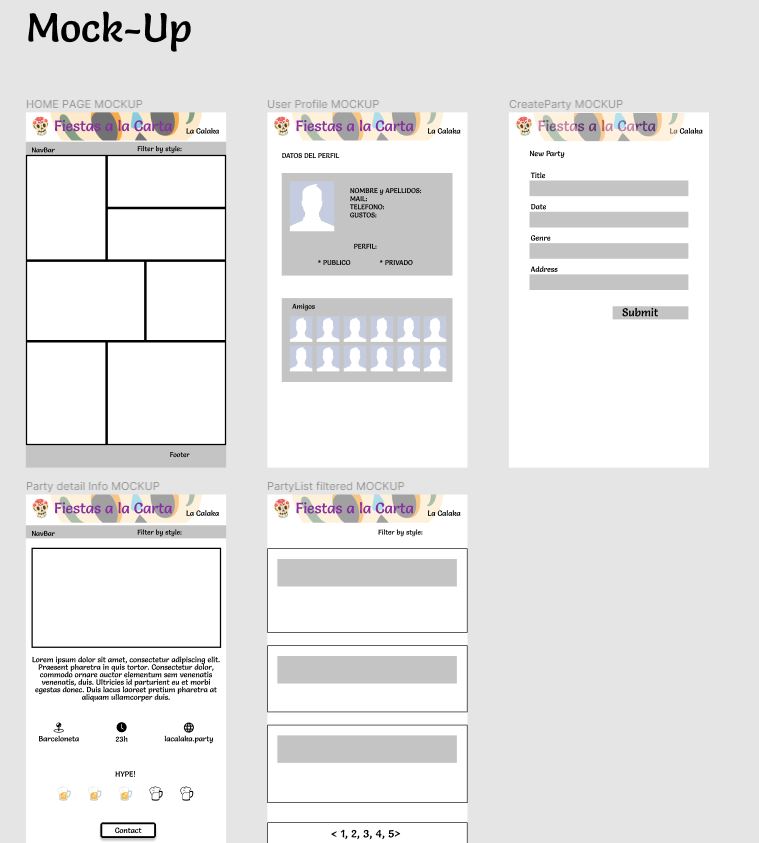 Mock-Up
HOME PAGE MOCKUP
Fiestas a la Carta
La Calaka
NavBar
Filter by style:
Footer
User Profile MOCKUP
Fiestas a la Carta
La Calaka
DATOS DEL PERFIL
NOMBRE y APELLIDOS:
MAIL:
TELEFONO:
GUSTOS:
PERFIL:
* PUBLICO
* PRIVADO
Amigos
CreateParty MOCKUP
Fiestas a la Carta
La Calaka
New Party
Title
Date
Genre
Address
Submit
Party detail Info MOCKUP
Fiestas a la Carta
La Calaka
NavBar
Filter by style:
Lorem ipsum dolor sit amet, consectetur adipiscing elit.
Praesent pharetra in quis tortor. Consectetur dolor,
commodo ornare auctor elementum sem venenatis
venenatis, duis. Ultricies id parturient eu et morbi
egestas donec. Duis lacus laoreet pretium pharetra at
aliquam ullamcorper duis.
Barceloneta
23h
lacalaka.party
HYPE!
Contact
PartyList filtered MOCKUP
Fiestas a la Carta
La Calaka
Filter by style:
< 1, 2, 3, 4, 5>